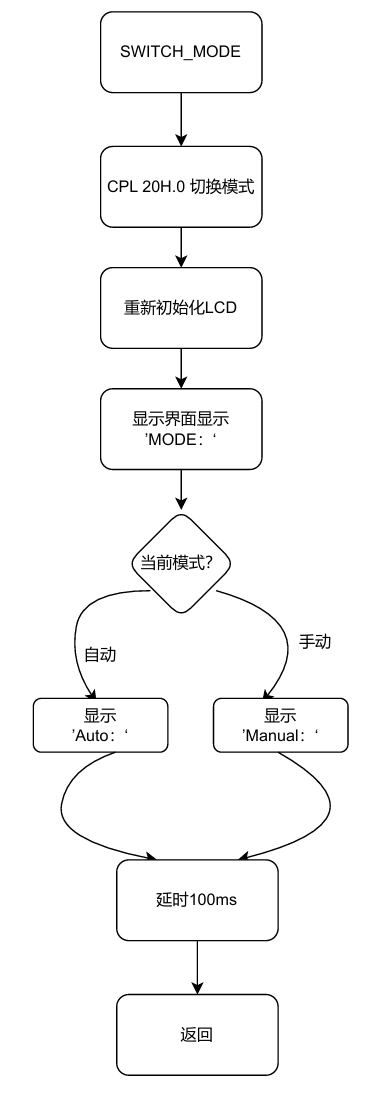 SWITCH_MODE
CPL 20H.0 切换模式
重新初始化LCD
显示界面显示
’MODE：‘
当前模式？
自动
手动
显示
’Auto：‘
显示
’Manual：‘
延时100ms
返回